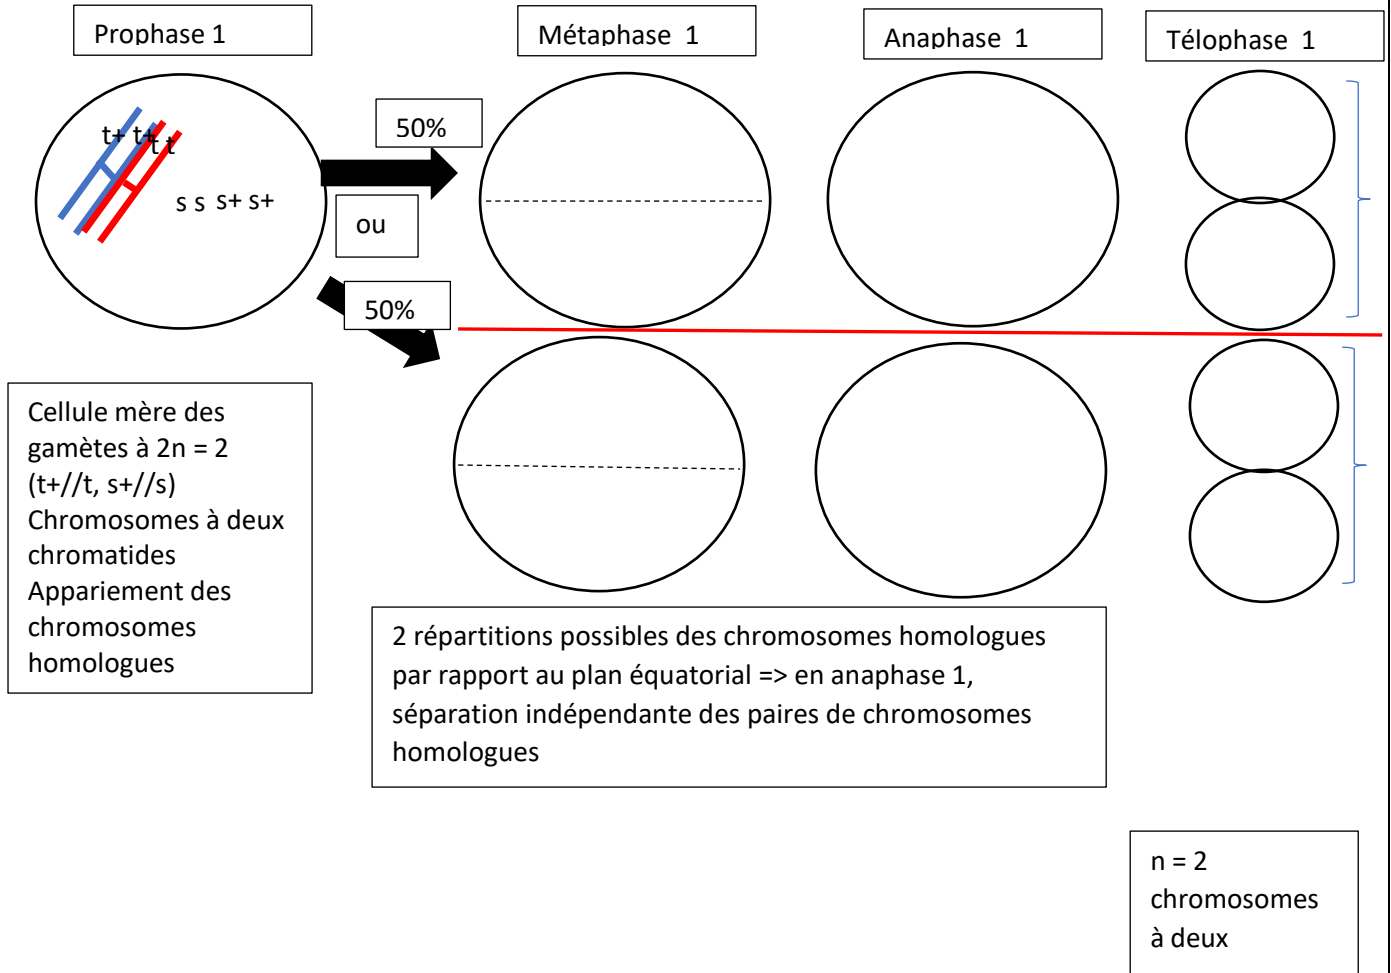 Prophase 1
Métaphase 1
Anaphase 1
Télophase 1
t+ t+ t t
s s s+ s+
50%
ou
50%
Cellule mère des
gamètes à 2n = 2
(t+//t, s+//s)
Chromosomes à deux
chromatides
Appariement des
chromosomes
homologues
2 répartitions possibles des chromosomes homologues
par rapport au plan équatorial => en anaphase 1,
séparation indépendante des paires de chromosomes
homologues
n = 2
chromosomes
à deux